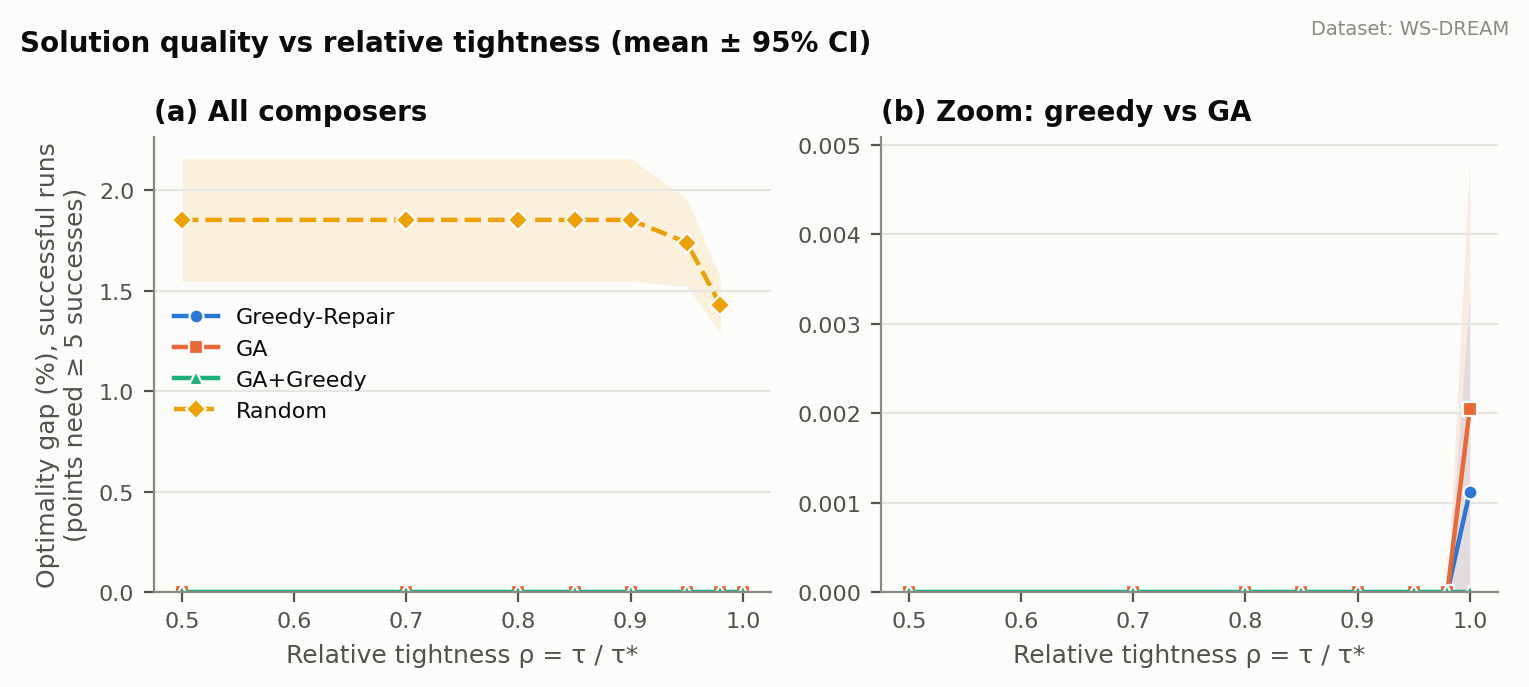 Solution quality vs relative tightness (mean ± 95% CI)
Dataset: WS-DREAM
(a) All composers
Optimality gap (%), successful runs
(points need ≥ 5 successes)
2.0
1.5
1.0
0.5
0.0
Greedy-Repair
GA
GA+Greedy
Random
0.5 0.6 0.7 0.8 0.9 1.0
Relative tightness ρ = τ / τ*
(b) Zoom: greedy vs GA
0.005
0.004
0.003
0.002
0.001
0.000
0.5 0.6 0.7 0.8 0.9 1.0
Relative tightness ρ = τ / τ*